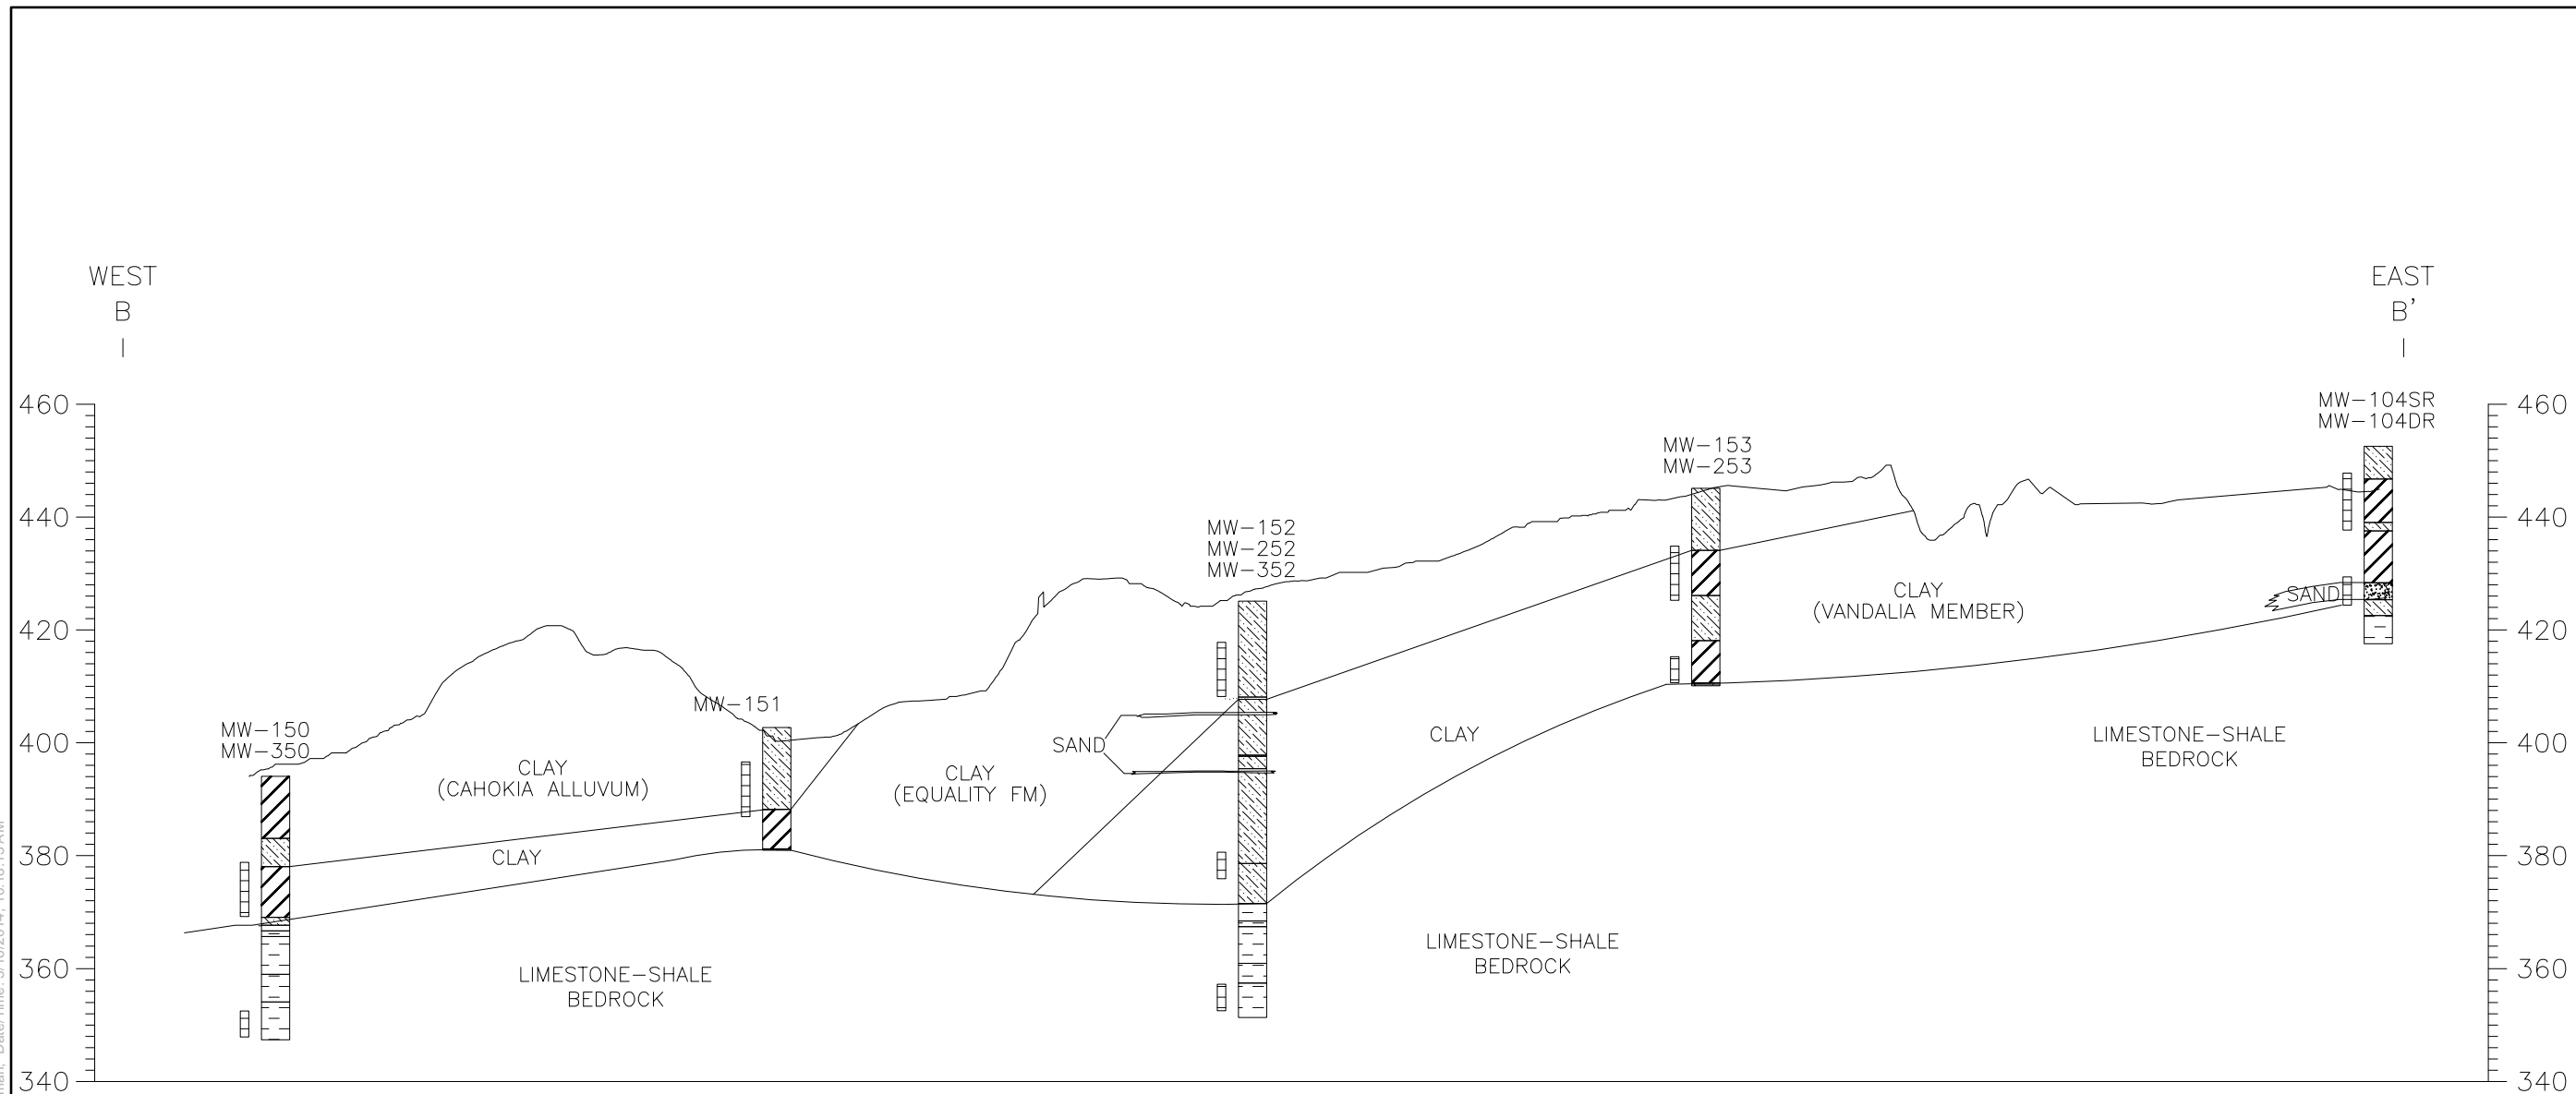 WEST
B
EAST
B'
460
440
420
400
380
360
340
MW-150
MW-350
MW-151
MW-152
MW-252
MW-352
MW-153
MW-253
MW-104SR
MW-104DR
460
440
420
400
380
360
340
CLAY
(CAHOKIA ALLUVUM)
CLAY
CLAY
(EQUALITY FM)
SAND
CLAY
CLAY
(VANDALIA MEMBER)
SAND
LIMESTONE-SHALE
BEDROCK
LIMESTONE-SHALE
BEDROCK
LIMESTONE-SHALE
BEDROCK